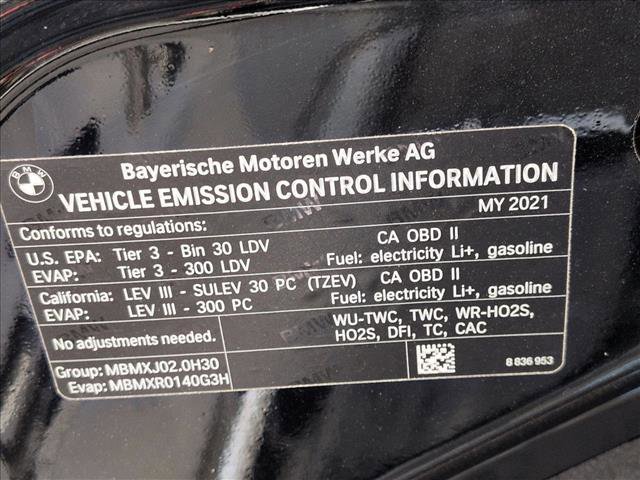 BMW
Bayerische Motoren Werke AG
VEHICLE EMISSION CONTROL INFORMATION
MY 2021
Conforms to regulations:
U.S. EPA: Tier 3 - Bin 30 LDV CA OBD II
EVAP: Tier 3 - 300 LDV Fuel: electricity Li+, gasoline
California: LEV III - SULEV 30 PC (TZEV) CA OBD II
EVAP: LEV III - 300 PC Fuel: electricity Li+, gasoline
No adjustments needed.
WU-TWC, TWC, WR-HO2S,
HO2S, DFI, TC, CAC
Group: MBMXJ02.0H30
Evap: MBMXR0140G3H
8 836 953